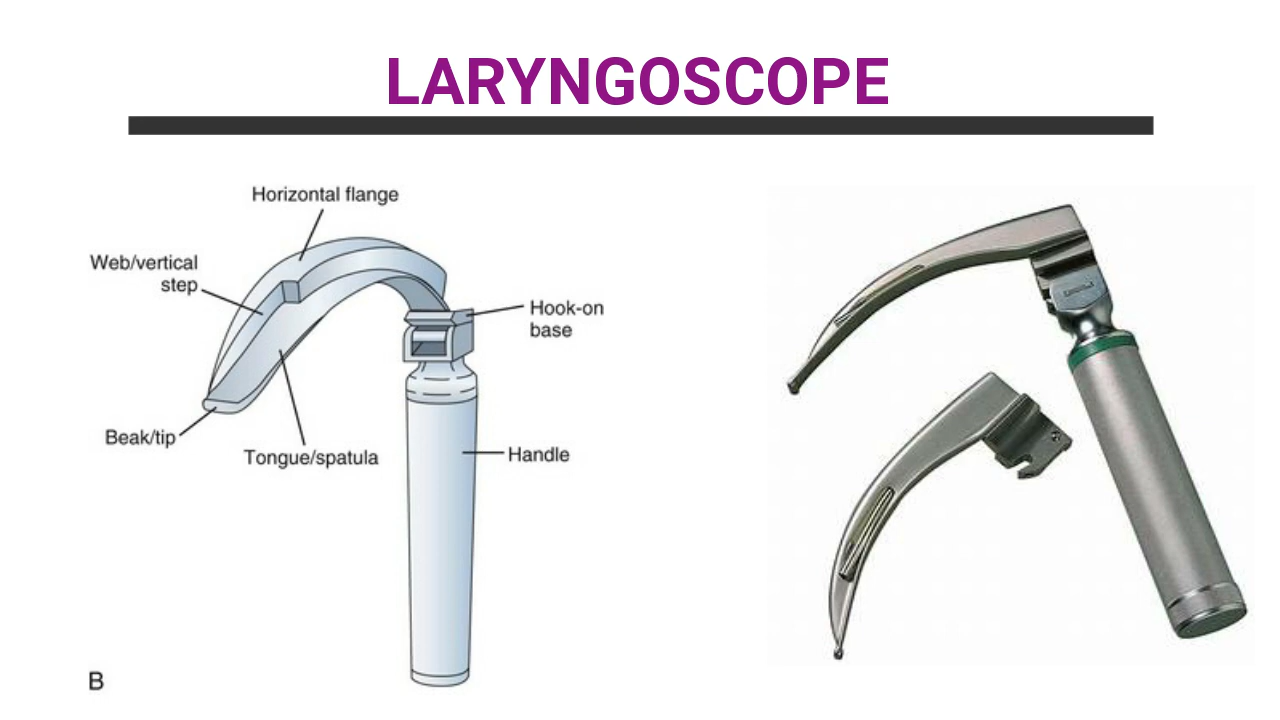 LARYNGOSCOPE
Horizontal flange
Web/vertical
step
Hook-on
base
Beak/tip
Tongue/spatula
Handle
B